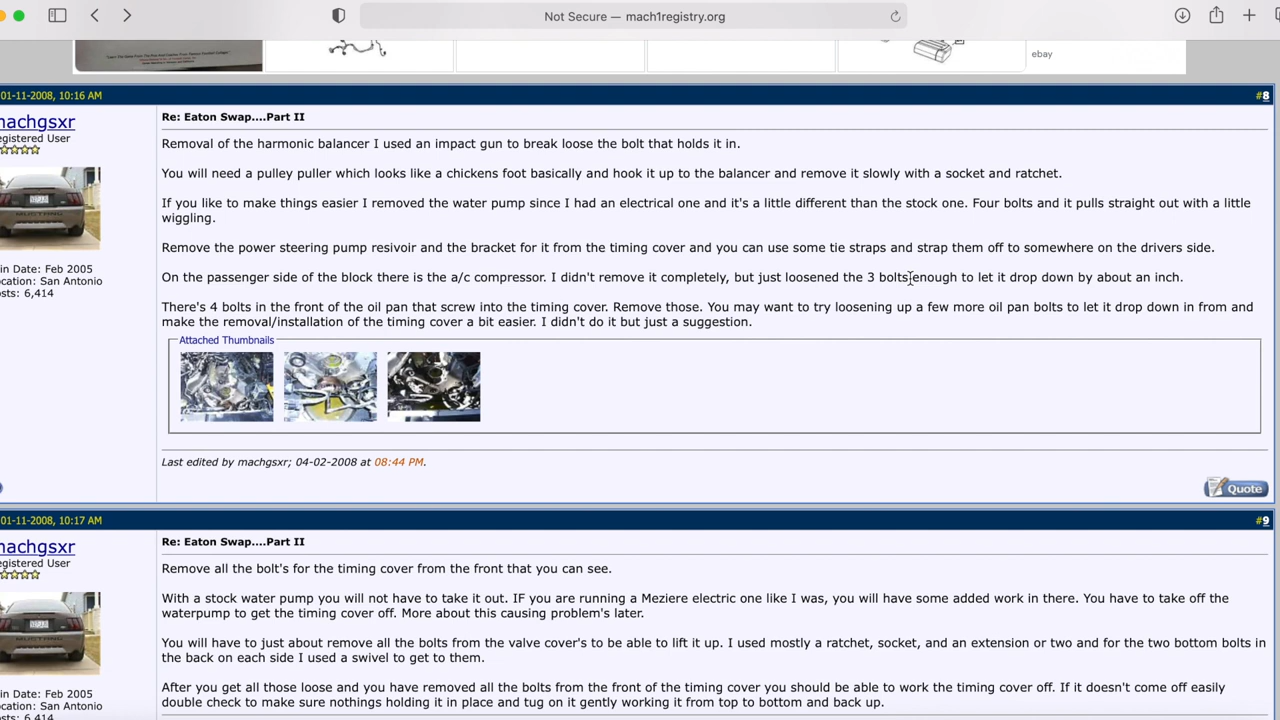 Not Secure — mach1registry.org
ebay
01-11-2008, 10:16 AM
#8
machgsxr
egistered User
in Date: Feb 2005
ocation: San Antonio
osts: 6,414
Re: Eaton Swap....Part II
Removal of the harmonic balancer I used an impact gun to break loose the bolt that holds it in.
You will need a pulley puller which looks like a chickens foot basically and hook it up to the balancer and remove it slowly with a socket and ratchet.
If you like to make things easier I removed the water pump since I had an electrical one and it's a little different than the stock one. Four bolts and it pulls straight out with a little
wiggling.
Remove the power steering pump resivoir and the bracket for it from the timing cover and you can use some tie straps and strap them off to somewhere on the drivers side.
On the passenger side of the block there is the a/c compressor. I didn't remove it completely, but just loosened the 3 bolts enough to let it drop down by about an inch.
There's 4 bolts in the front of the oil pan that screw into the timing cover. Remove those. You may want to try loosening up a few more oil pan bolts to let it drop down in from and
make the removal/installation of the timing cover a bit easier. I didn't do it but just a suggestion.
Attached Thumbnails
Last edited by machgsxr; 04-02-2008 at 08:44 PM.
Quote
01-11-2008, 10:17 AM
#9
machgsxr
egistered User
in Date: Feb 2005
ocation: San Antonio
osts: 6,414
Re: Eaton Swap....Part II
Remove all the bolt's for the timing cover from the front that you can see.
With a stock water pump you will not have to take it out. IF you are running a Meziere electric one like I was, you will have some added work in there. You have to take off the
waterpump to get the timing cover off. More about this causing problem's later.
You will have to just about remove all the bolts from the valve cover's to be able to lift it up. I used mostly a ratchet, socket, and an extension or two and for the two bottom bolts in
the back on each side I used a swivel to get to them.
After you get all those loose and you have removed all the bolts from the front of the timing cover you should be able to work the timing cover off. If it doesn't come off easily
double check to make sure nothings holding it in place and tug on it gently working it from top to bottom and back up.